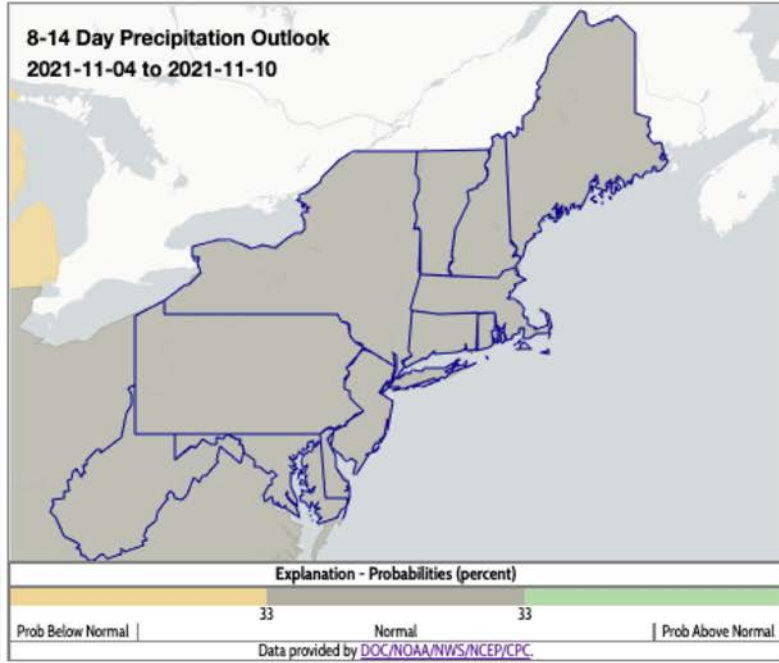 8-14 Day Precipitation Outlook
2021-11-04 to 2021-11-10
Explanation - Probabilities (percent)
33 33
Prob Below Normal Normal Prob Above Normal
Data provided by DOC/NOAA/NWS/NCEP/CPC.